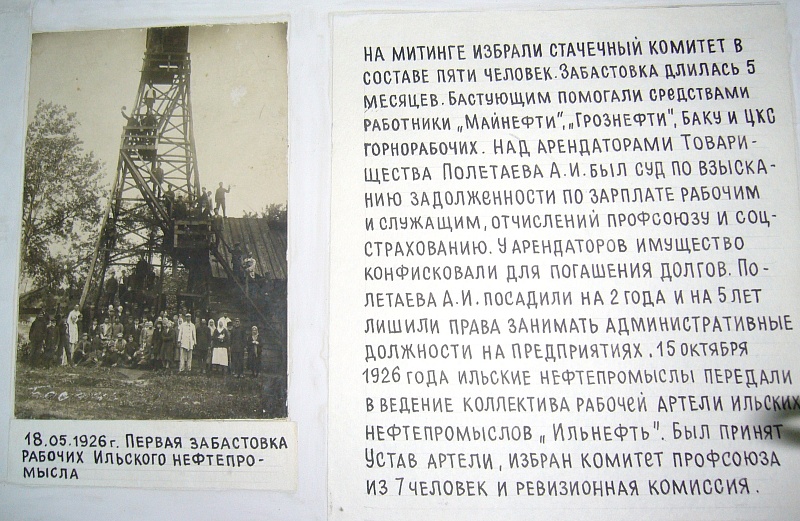 18.05.1926г. ПЕРВАЯ ЗАБАСТОВКА
РАБОЧИХ ИЛЬСКОГО НЕФТЕПРО-
МЫСЛА
НА МИТИНГЕ ИЗБРАЛИ СТАЧЕЧНЫЙ КОМИТЕТ В
СОСТАВЕ ПЯТИ ЧЕЛОВЕК. ЗАБАСТОВКА ДЛИЛАСЬ 5
МЕСЯЦЕВ. БАСТУЮЩИМ ПОМОГАЛИ СРЕДСТВАМИ
РАБОТНИКИ „МАЙНЕФТИ", „ГРОЗНЕФТИ", БАКУ И ЦКС
ГОРНОРАБОЧИХ. НАД АРЕНДАТОРАМИ ТОВАРИ-
ЩЕСТВА ПОЛЕТАЕВА А.И. БЫЛ СУД ПО ВЗЫСКА-
НИЮ ЗАДОЛЖЕННОСТИ ПО ЗАРПЛАТЕ РАБОЧИМ
И СЛУЖАЩИМ, ОТЧИСЛЕНИЙ ПРОФСОЮЗУ И СОЦ-
СТРАХОВАНИЮ. У АРЕНДАТОРОВ ИМУЩЕСТВО
КОНФИСКОВАЛИ ДЛЯ ПОГАШЕНИЯ ДОЛГОВ. ПО-
ЛЕТАЕВА А.И. ПОСАДИЛИ НА 2 ГОДА И НА 5 ЛЕТ
ЛИШИЛИ ПРАВА ЗАНИМАТЬ АДМИНИСТРАТИВНЫЕ
ДОЛЖНОСТИ НА ПРЕДПРИЯТИЯХ. 15 ОКТЯБРЯ
1926 ГОДА ИЛЬСКИЕ НЕФТЕПРОМЫСЛЫ ПЕРЕДАЛИ
В ВЕДЕНИЕ КОЛЛЕКТИВА РАБОЧЕЙ АРТЕЛИ ИЛЬСКИХ
НЕФТЕПРОМЫСЛОВ „ИЛЬНЕФТЬ". БЫЛ ПРИНЯТ
УСТАВ АРТЕЛИ, ИЗБРАН КОМИТЕТ ПРОФСОЮЗА
ИЗ 7 ЧЕЛОВЕК И РЕВИЗИОННАЯ КОМИССИЯ.